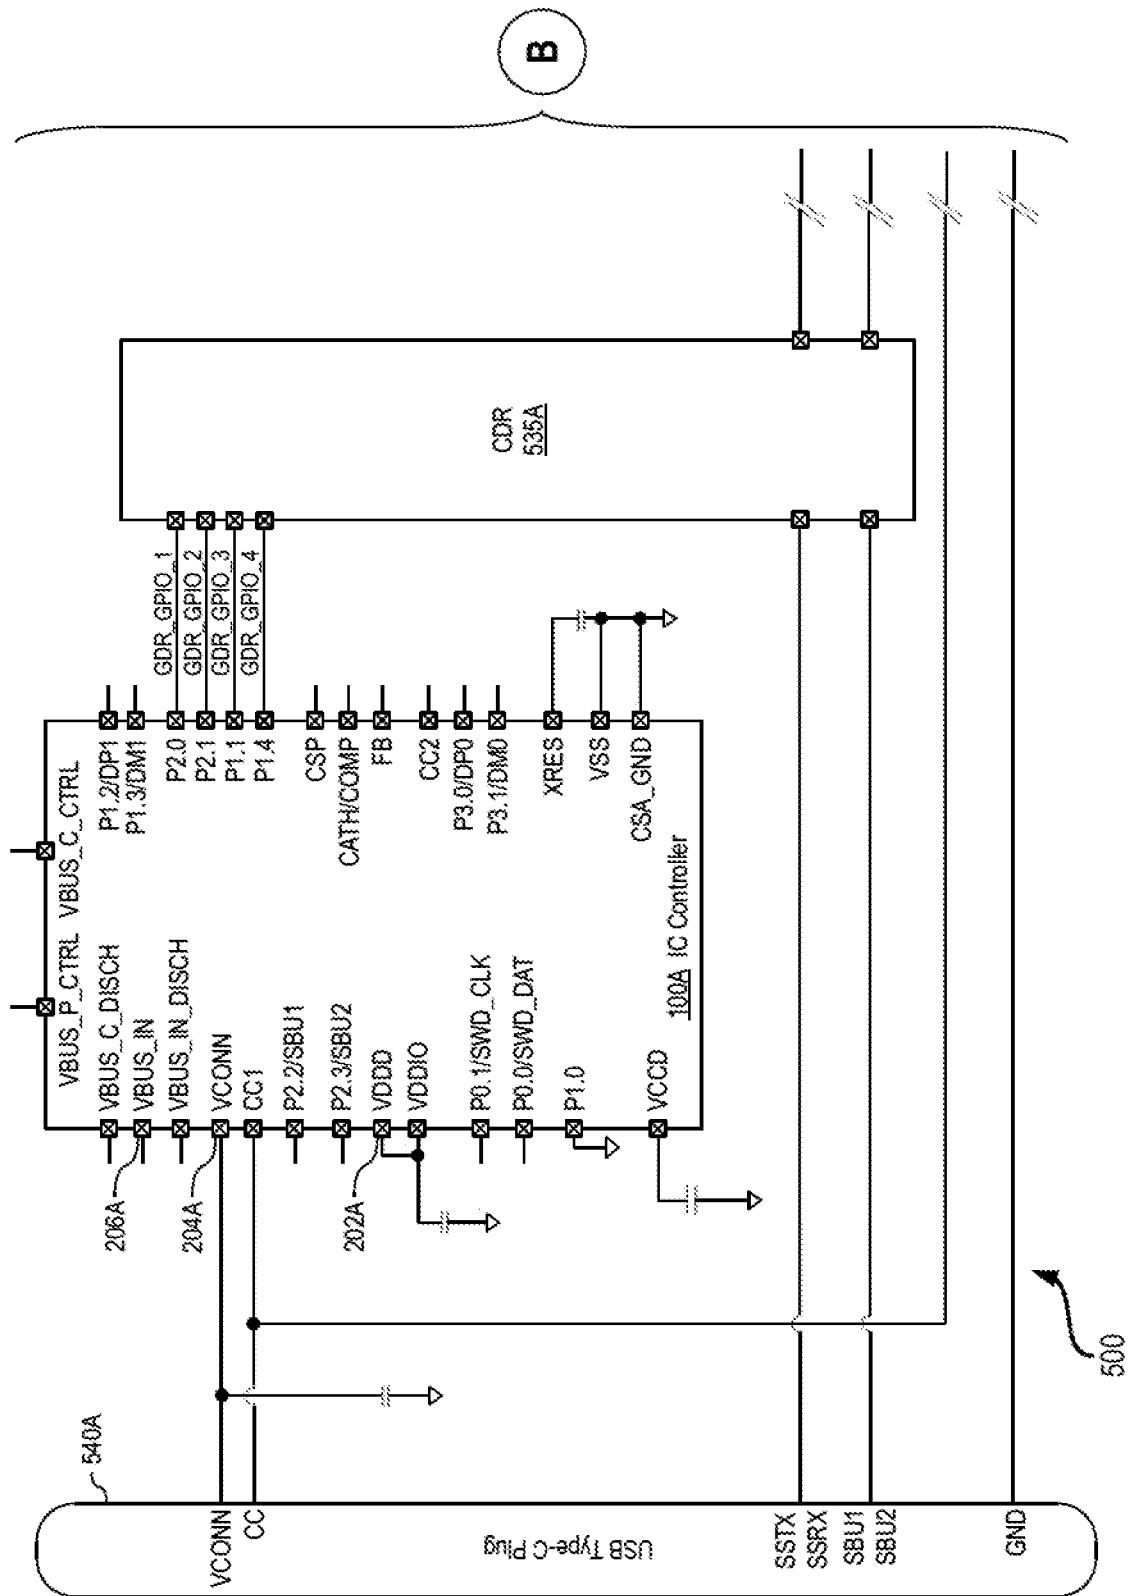 B
VBUS_P_CTRL
VBUS_C_CTRL
VBUS_C_DISCH
VBUS_IN
VBUS_IN_DISCH
VCONN
CC1
P2.2/SBU1
P2.3/SBU2
VDDD
VDDIO
P0.1/SWD_CLK
P0.0/SWD_DAT
P1.0
VCCD
P1.2/DP1
P1.3/DM1
P2.0
P2.1
P1.1
P1.4
CSP
CATH/COMP
FB
CC2
P3.0/DP0
P3.1/DM0
XRES
VSS
CSA_GND
100A IC Controller
GDR_GPIO_1
GDR_GPIO_2
GDR_GPIO_3
GDR_GPIO_4
CDR
535A
206A
204A
202A
540A
VCONN
CC
USB Type-C Plug
SSTX
SSRX
SBU1
SBU2
GND
500